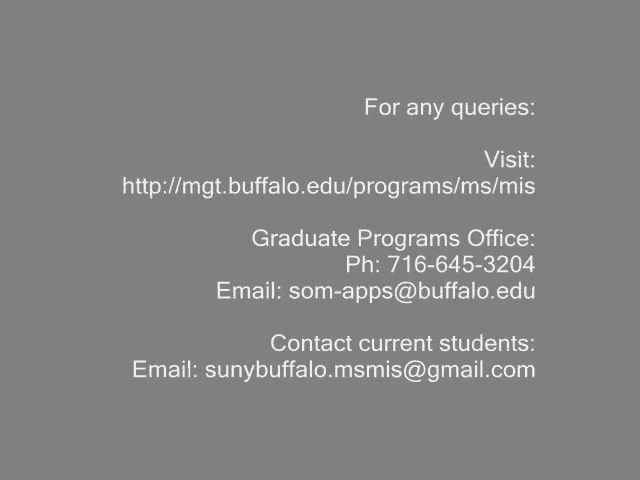 For any queries:
Visit:
http://mgt.buffalo.edu/programs/ms/mis
Graduate Programs Office:
Ph: 716-645-3204
Email: som-apps@buffalo.edu
Contact current students:
Email: sunybuffalo.msmis@gmail.com